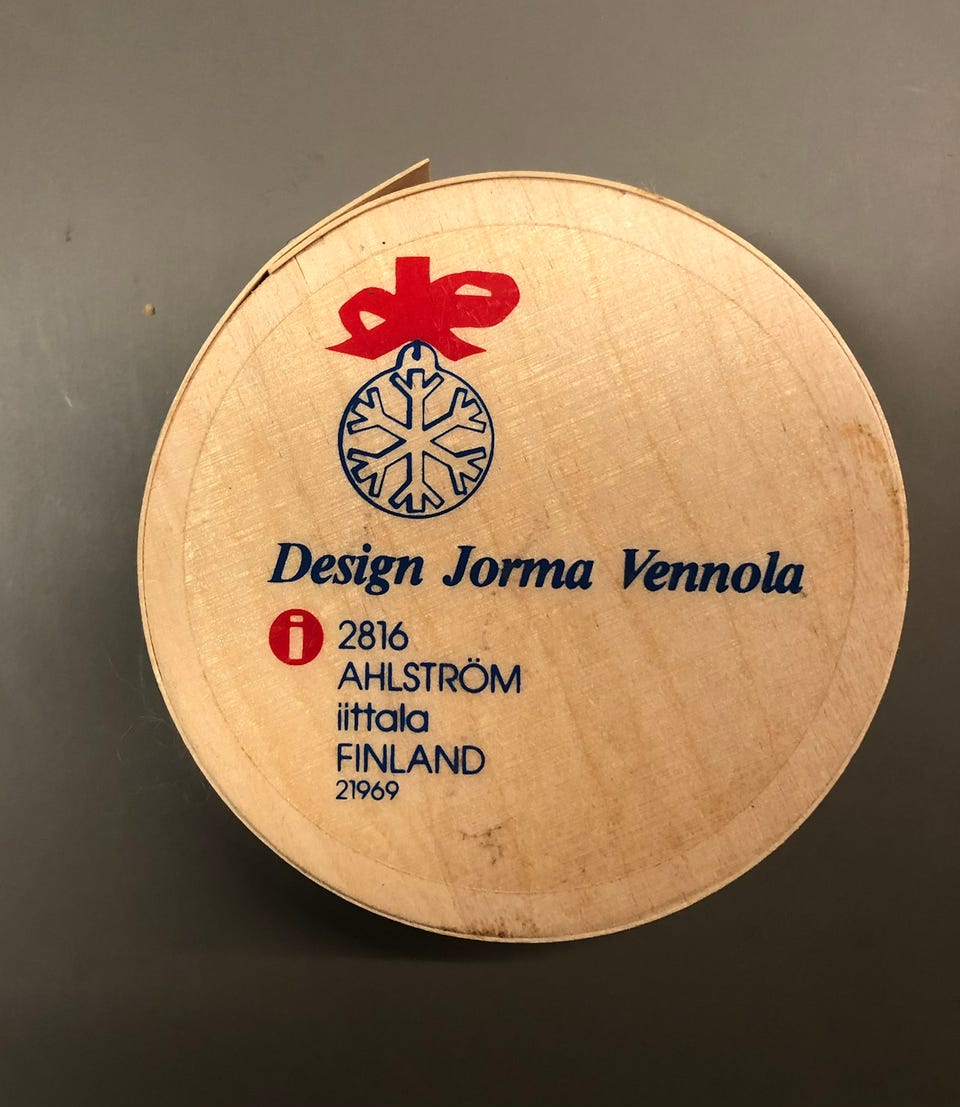 Design Jorma Vennola
i 2816
AHLSTRÖM
iittala
FINLAND
21969